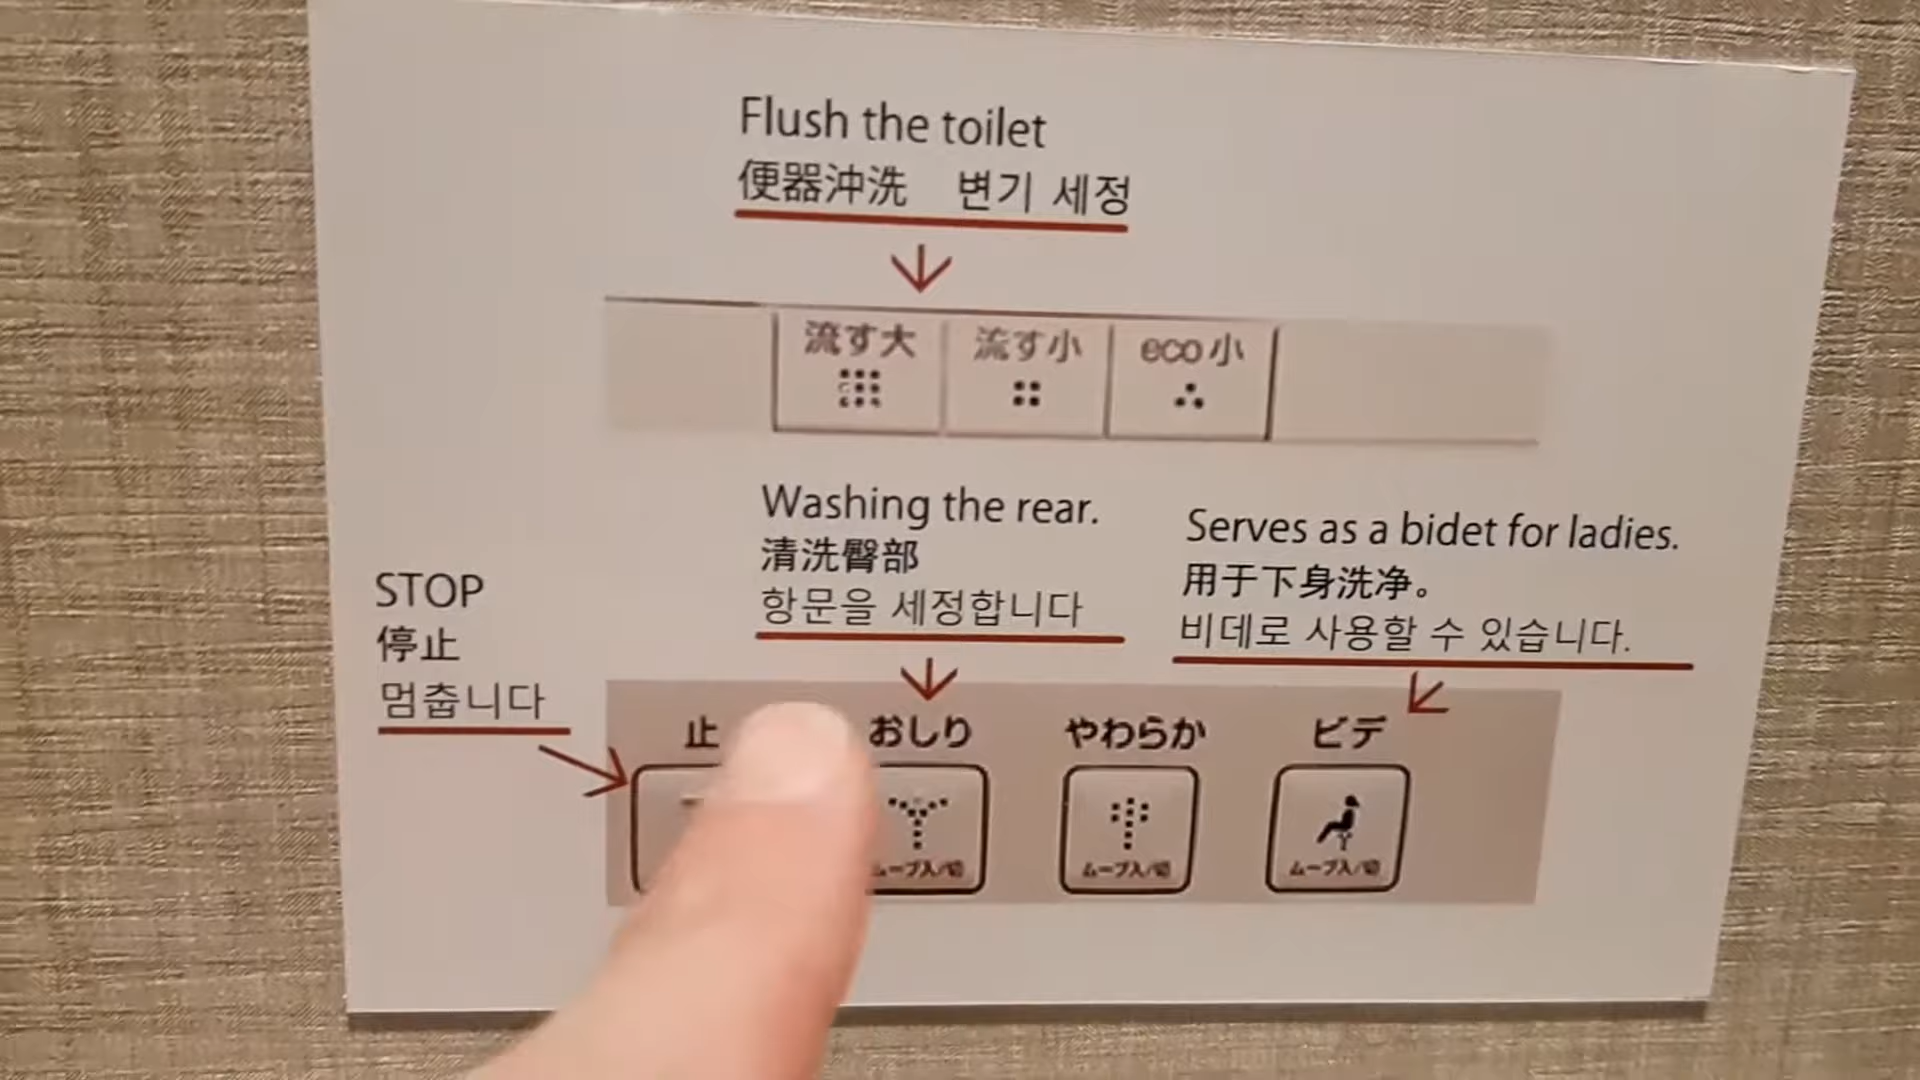 Flush the toilet
便器沖洗 변기 세정
流す大 流す小 eco小
Washing the rear.
清洗臀部
항문을 세정합니다
Serves as a bidet for ladies.
用于下身洗净。
비데로 사용할 수 있습니다.
STOP
停止
멈춥니다
止 おしり やわらか ビデ
ムーブ入/切 ムーブ入/切 ムーブ入/切